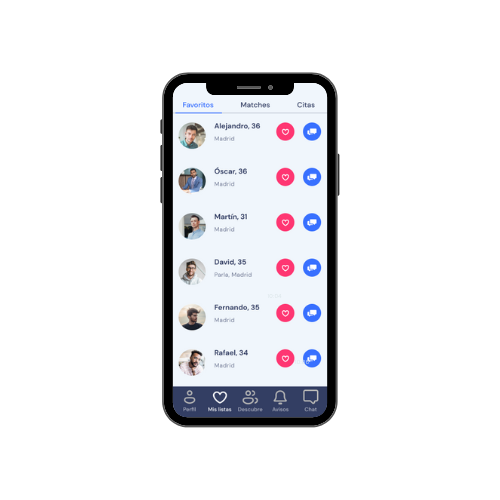 Favoritos Matches Citas
Alejandro, 36
Madrid
Óscar, 36
Madrid
Martín, 31
Madrid
David, 35
Parla, Madrid
Fernando, 35
Madrid
Rafael, 34
Madrid
Perfil Mis listas Descubre Avisos Chat